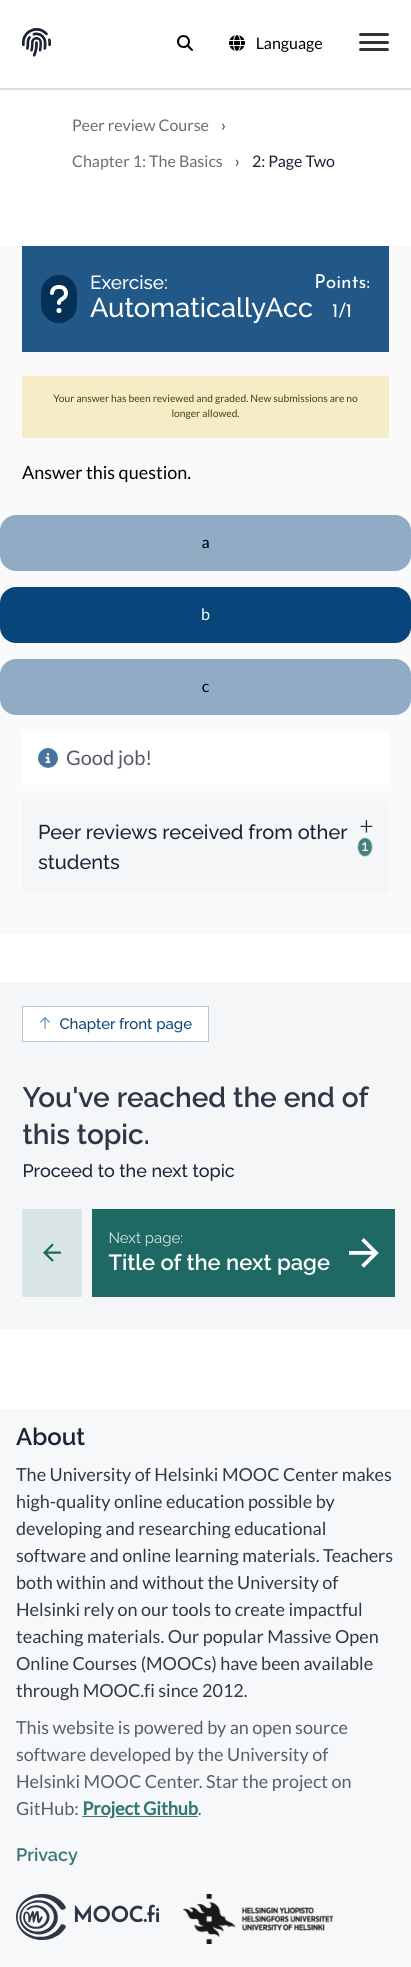 Language
Peer review Course ›
Chapter 1: The Basics › 2: Page Two
?
Exercise:
AutomaticallyAcc
Points:
1/1
Your answer has been reviewed and graded. New submissions are no
longer allowed.
Answer this question.
a
b
c
Good job!
Peer reviews received from other
students
1
Chapter front page
You've reached the end of
this topic.
Proceed to the next topic
Next page:
Title of the next page
About
The University of Helsinki MOOC Center makes
high-quality online education possible by
developing and researching educational
software and online learning materials. Teachers
both within and without the University of
Helsinki rely on our tools to create impactful
teaching materials. Our popular Massive Open
Online Courses (MOOCs) have been available
through MOOC.fi since 2012.
This website is powered by an open source
software developed by the University of
Helsinki MOOC Center. Star the project on
GitHub: Project Github.
Privacy
MOOC.fi
HELSINGIN YLIOPISTO
HELSINGFORS UNIVERSITET
UNIVERSITY OF HELSINKI